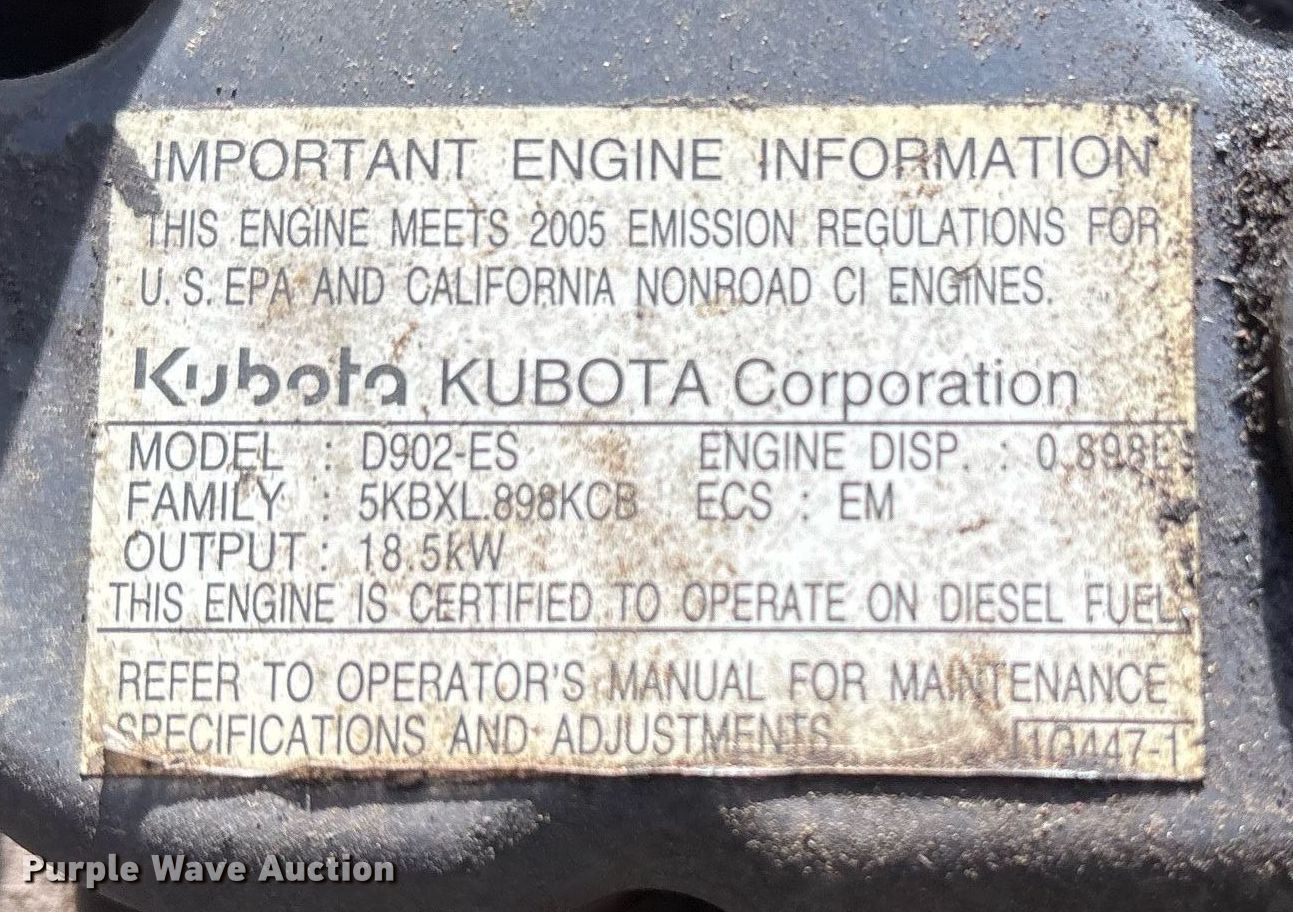 IMPORTANT ENGINE INFORMATION
THIS ENGINE MEETS 2005 EMISSION REGULATIONS FOR
U.S. EPA AND CALIFORNIA NONROAD CI ENGINES.
Kubota KUBOTA Corporation
MODEL : D902-ES ENGINE DISP. : 0.898L
FAMILY : 5KBXL.898KCB ECS : EM
OUTPUT : 18.5kW
THIS ENGINE IS CERTIFIED TO OPERATE ON DIESEL FUEL.
REFER TO OPERATOR'S MANUAL FOR MAINTENANCE
SPECIFICATIONS AND ADJUSTMENTS
1G447-1
Purple Wave Auction